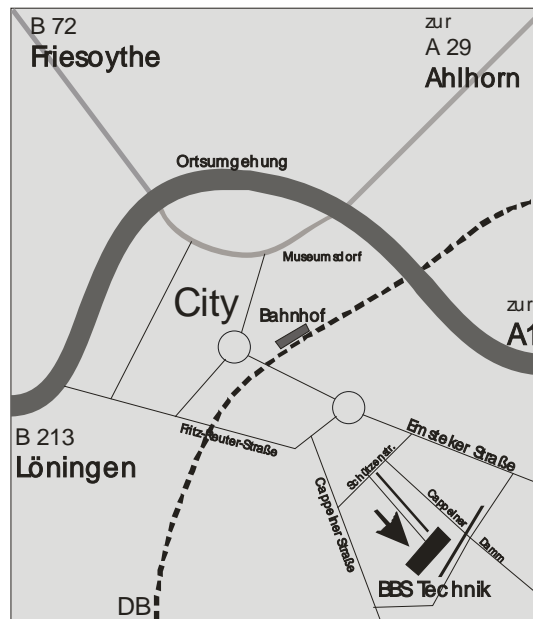 B 72
Friesoythe
zur
A 29
Ahlhorn
Ortsumgehung
Museumsdorf
City
Bahnhof
zur
A1
B 213
Löningen
Fritz-Reuter-Straße
Emsteker Straße
Schützenstr.
Cappelner Straße
Cappelner
Damm
BBS Technik
DB